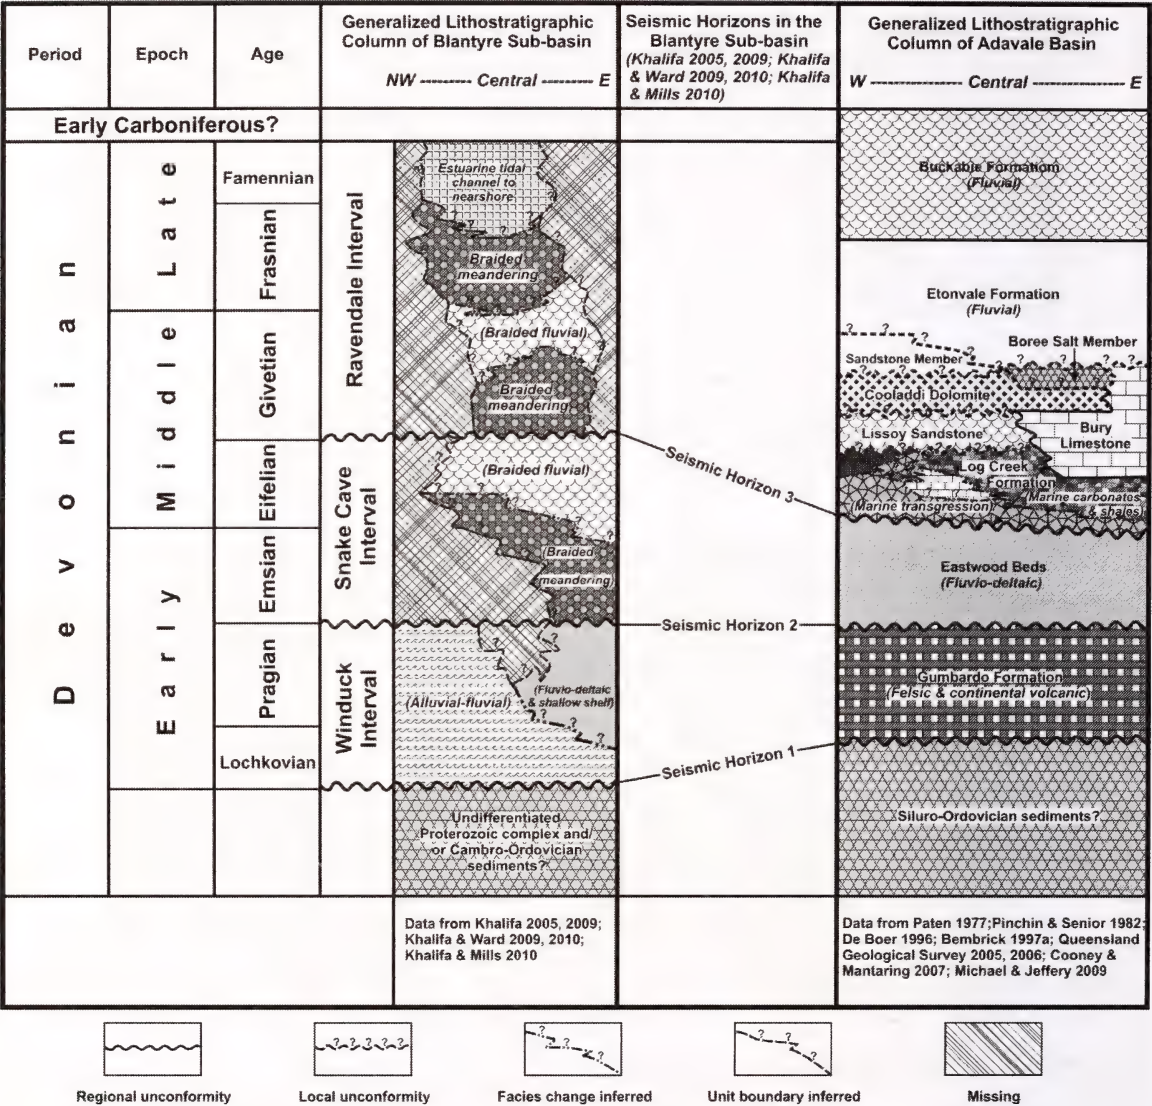 Period
Epoch
Age
Generalized Lithostratigraphic
Column of Blantyre Sub-basin
NW --------- Central --------- E
Seismic Horizons in the
Blantyre Sub-basin
(Khalifa 2005, 2009; Khalifa
& Ward 2009, 2010; Khalifa
& Mills 2010)
Generalized Lithostratigraphic
Column of Adavale Basin
W ------------ Central ------------ E
Early Carboniferous?
Devonian
Late
Middle
Early
Famennian
Frasnian
Givetian
Eifelian
Emsian
Pragian
Lochkovian
Ravendale Interval
Snake Cave
Interval
Winduck
Interval
Estuarine tidal
channel to
nearshore
Braided
meandering
(Braided fluvial)
Braided
meandering
(Braided fluvial)
(Braided
meandering)
(Alluvial-fluvial)
(Fluvio-deltaic
& shallow shelf)
Undifferentiated
Proterozoic complex and/
or Cambro-Ordovician
sediments?
Seismic Horizon 3
Seismic Horizon 2
Seismic Horizon 1
Buckabie Formatiom
(Fluvial)
Etonvale Formation
(Fluvial)
Boree Salt Member
Sandstone Member
Cooladdi Dolomite
Lissoy Sandstone
Bury
Limestone
Log Creek
Formation
(Marine transgression)
(Marine carbonates
& shales)
Eastwood Beds
(Fluvio-deltaic)
Gumbardo Formation
(Felsic & continental volcanic)
Siluro-Ordovician sediments?
Data from Khalifa 2005, 2009;
Khalifa & Ward 2009, 2010;
Khalifa & Mills 2010
Data from Paten 1977;Pinchin & Senior 1982;
De Boer 1996; Bembrick 1997a; Queensland
Geological Survey 2005, 2006; Cooney &
Mantaring 2007; Michael & Jeffery 2009
Regional unconformity
Local unconformity
Facies change inferred
Unit boundary inferred
Missing